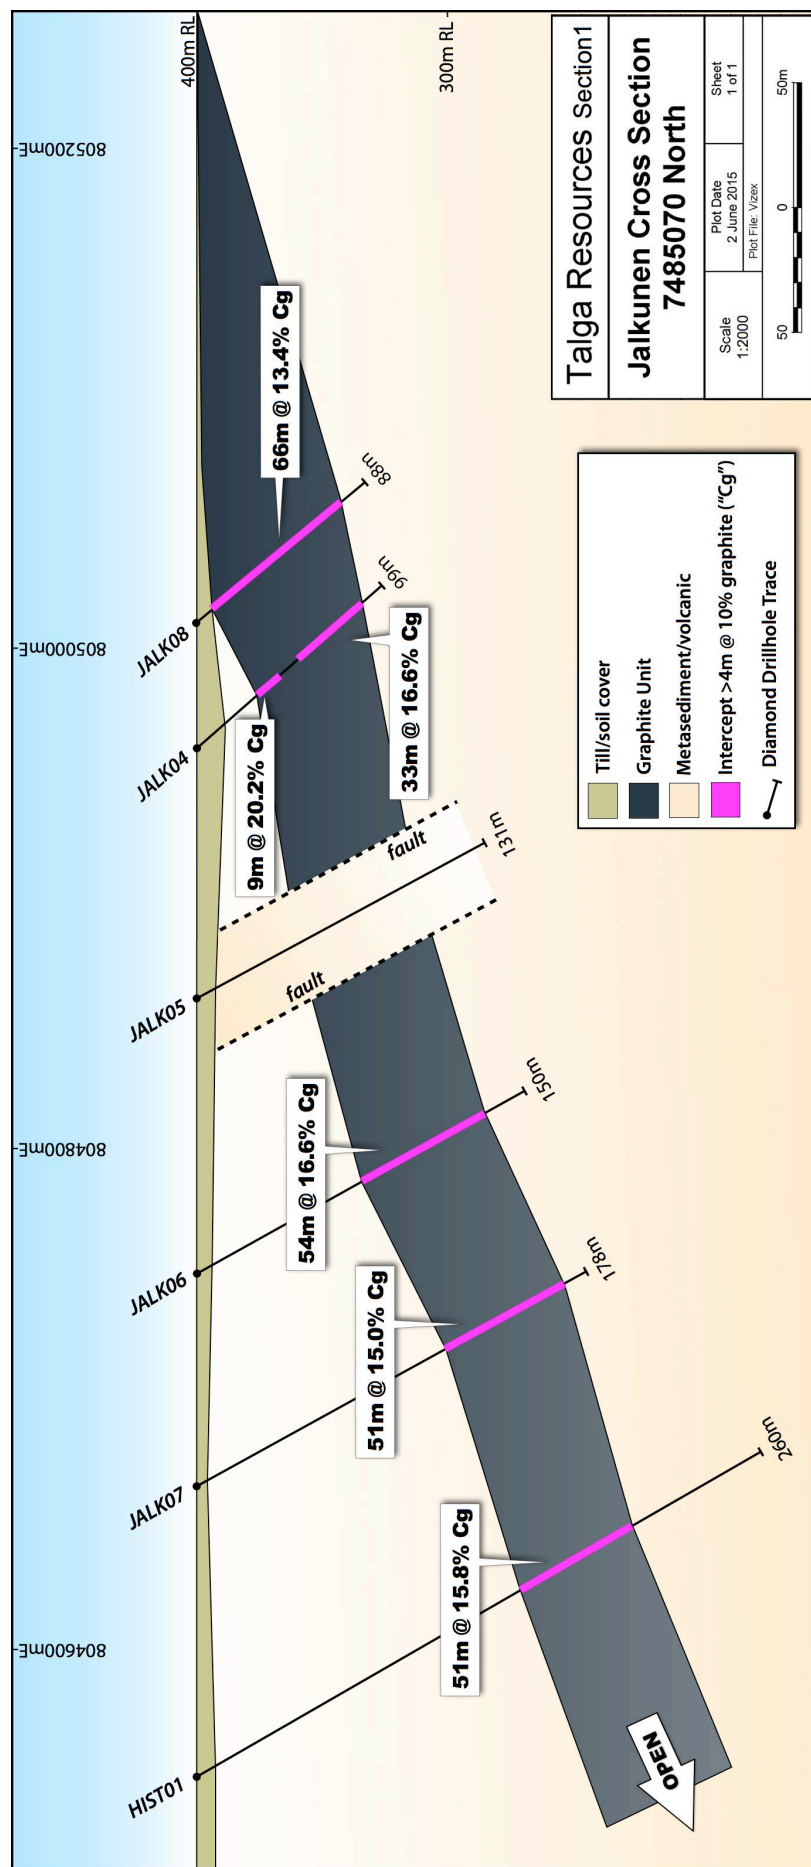 804600mE
804800mE
805000mE
805200mE
HIST01
JALK07
JALK06
JALK05
JALK04
JALK08
400m RL
300m RL
9m @ 20.2% Cg
66m @ 13.4% Cg
54m @ 16.6% Cg
51m @ 15.0% Cg
51m @ 15.8% Cg
33m @ 16.6% Cg
fault
fault
88m
99m
131m
150m
178m
260m
OPEN
Till/soil cover
Graphite Unit
Metasediment/volcanic
Intercept >4m @ 10% graphite (“Cg”)
Diamond Drillhole Trace
Talga Resources Section1
Jalkunen Cross Section
7485070 North
Scale
1:2000
Plot Date
2 June 2015
Sheet
1 of 1
Plot File: Vizex
50 0 50m